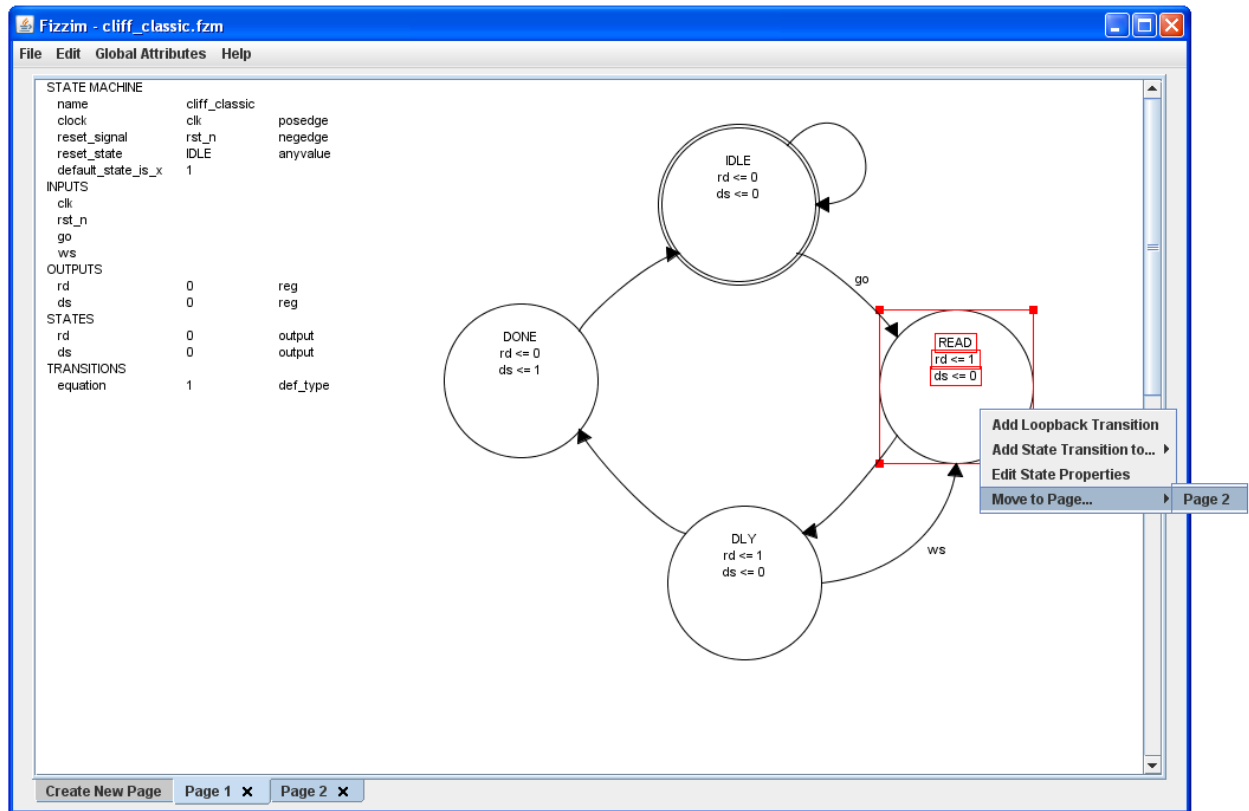 Fizzim - cliff_classic.fzm
File Edit Global Attributes Help
STATE MACHINE
name cliff_classic
clock clk posedge
reset_signal rst_n negedge
reset_state IDLE anyvalue
default_state_is_x 1
INPUTS
clk
rst_n
go
ws
OUTPUTS
rd 0 reg
ds 0 reg
STATES
rd 0 output
ds 0 output
TRANSITIONS
equation 1 def_type
IDLE
rd <= 0
ds <= 0
go
DONE
rd <= 0
ds <= 1
READ
rd <= 1
ds <= 0
DLY
rd <= 1
ds <= 0
ws
Add Loopback Transition
Add State Transition to...
Edit State Properties
Move to Page... Page 2
Create New Page Page 1 Page 2